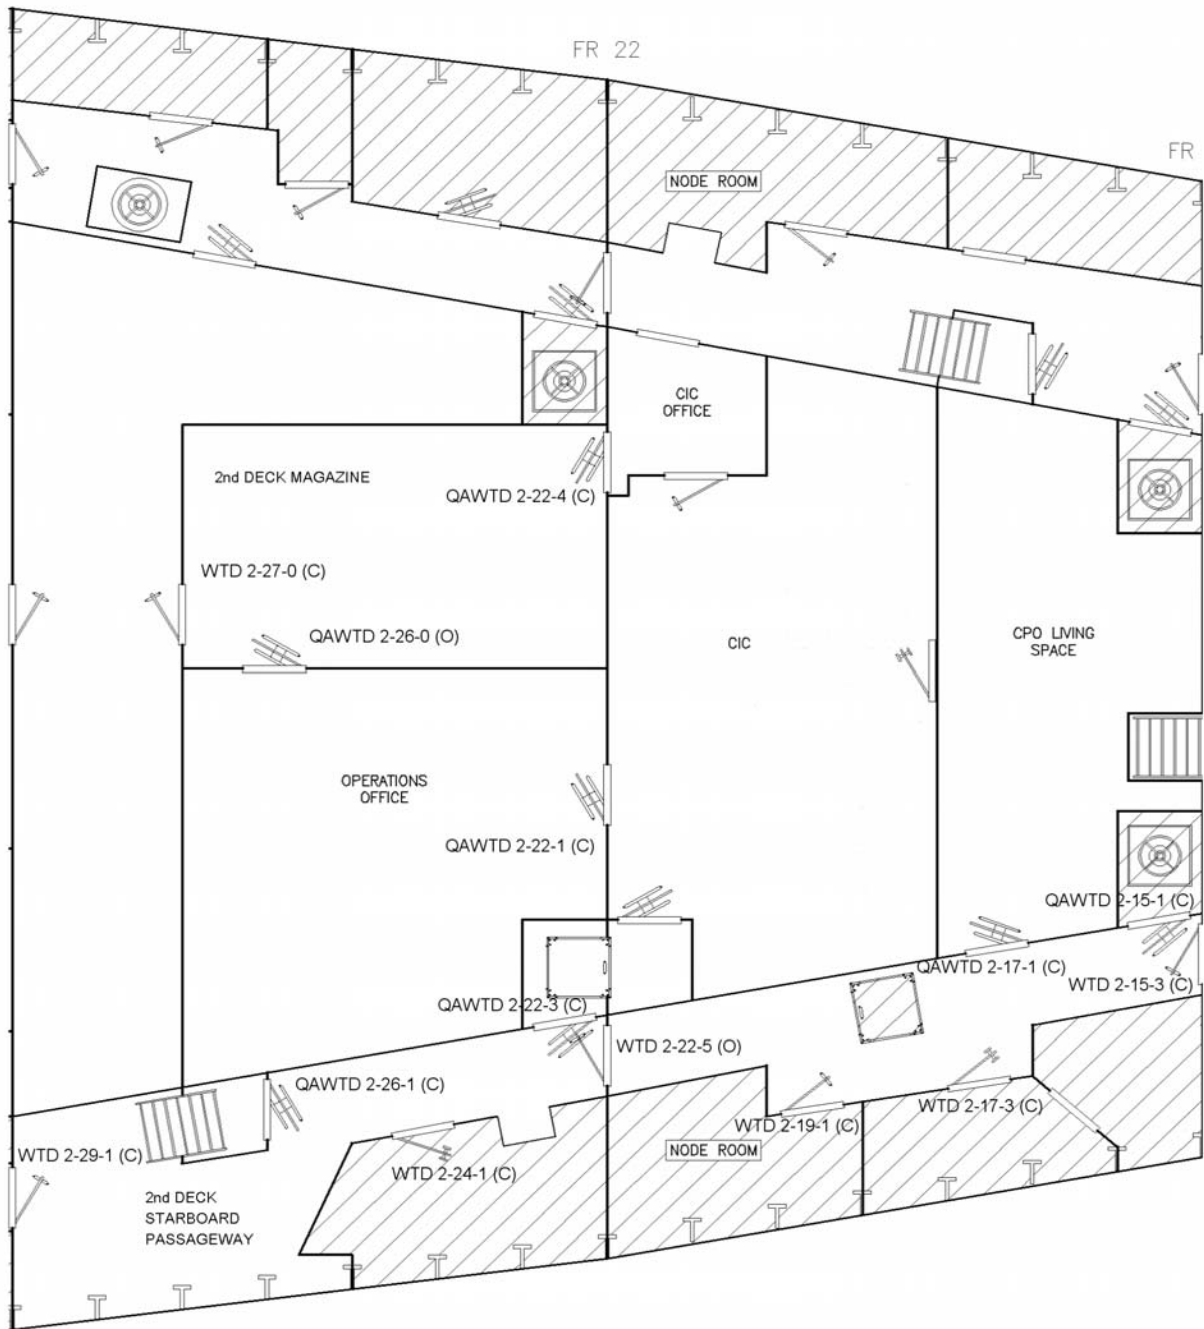 FR 22
FR
NODE ROOM
CIC
OFFICE
2nd DECK MAGAZINE
QAWTD 2-22-4 (C)
WTD 2-27-0 (C)
QAWTD 2-26-0 (O)
CIC
CPO LIVING
SPACE
OPERATIONS
OFFICE
QAWTD 2-22-1 (C)
QAWTD 2-15-1 (C)
QAWTD 2-17-1 (C)
WTD 2-15-3 (C)
QAWTD 2-22-3 (C)
WTD 2-22-5 (O)
QAWTD 2-26-1 (C)
WTD 2-17-3 (C)
WTD 2-19-1 (C)
WTD 2-29-1 (C)
NODE ROOM
WTD 2-24-1 (C)
2nd DECK
STARBOARD
PASSAGEWAY